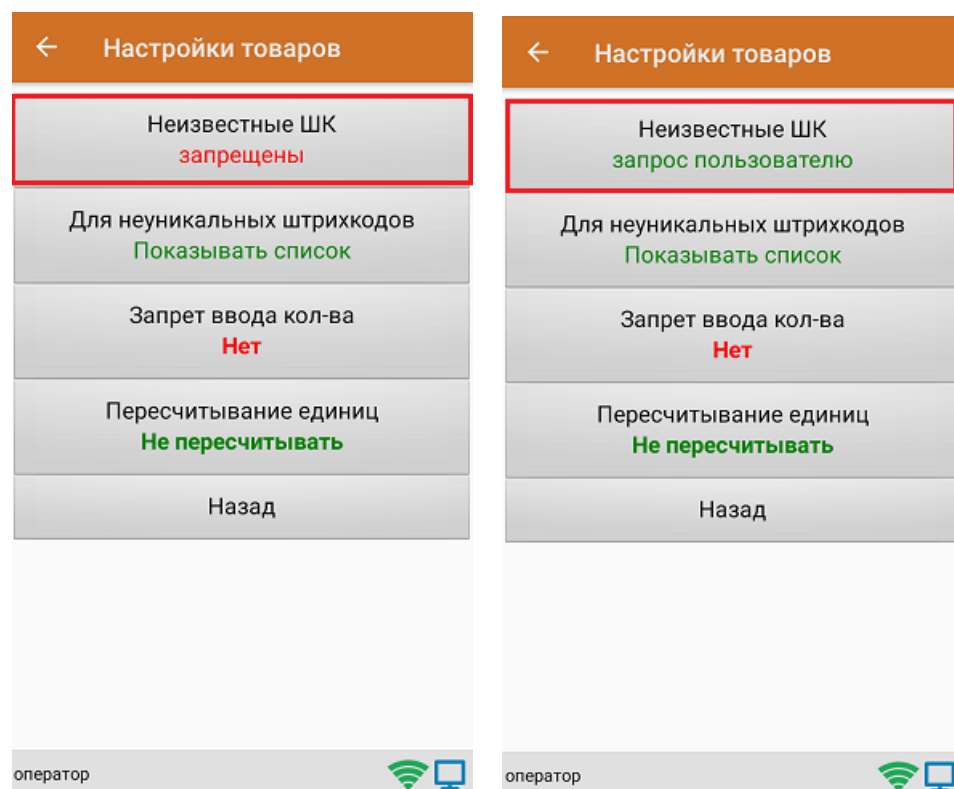 Настройки товаров
Неизвестные ШК
запрещены
Для неуникальных штрихкодов
Показывать список
Запрет ввода кол-ва
Нет
Пересчитывание единиц
Не пересчитывать
Назад
оператор
Настройки товаров
Неизвестные ШК
запрос пользователю
Для неуникальных штрихкодов
Показывать список
Запрет ввода кол-ва
Нет
Пересчитывание единиц
Не пересчитывать
Назад
оператор